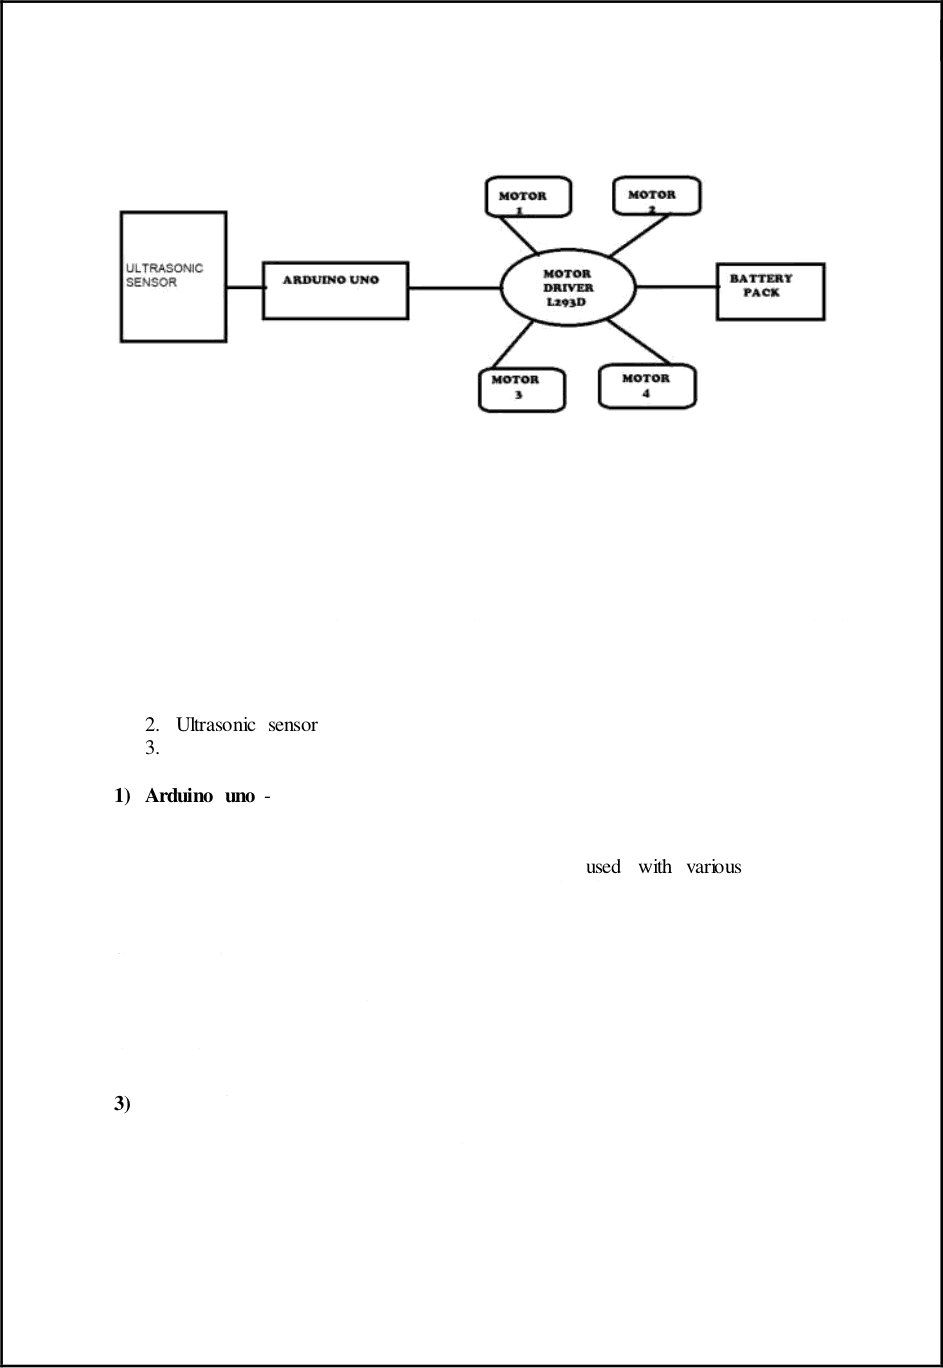 MOTOR
1
MOTOR
2
ULTRASONIC
SENSOR
ARDUINO UNO
MOTOR
DRIVER
L293D
BATTERY
PACK
MOTOR
3
MOTOR
4
2. Ultrasonic sensor
3.
1) Arduino uno -
used with various
3)